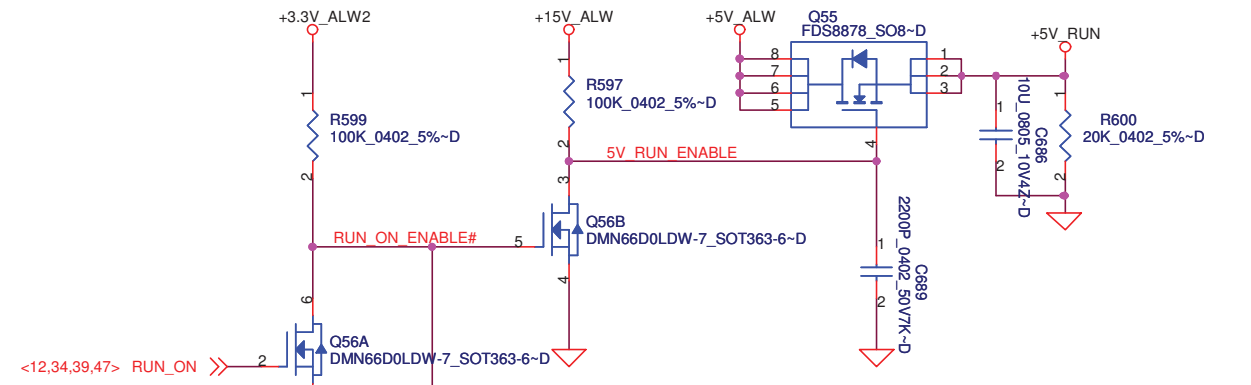 +3.3V_ALW2
+15V_ALW
+5V_ALW
Q55
FDS8878_SO8~D
+5V_RUN
1
R599
100K_0402_5%~D
2
1
R597
100K_0402_5%~D
2
8
7
6
5
1
2
3
4
1
2
10U_0805_10V4Z~D
C686
1
R600
20K_0402_5%~D
2
5V_RUN_ENABLE
3
Q56B
DMN66D0LDW-7_SOT363-6~D
5
4
RUN_ON_ENABLE#
1
2
2200P_0402_50V7K~D
C689
6
Q56A
DMN66D0LDW-7_SOT363-6~D
2
<12,34,39,47> RUN_ON